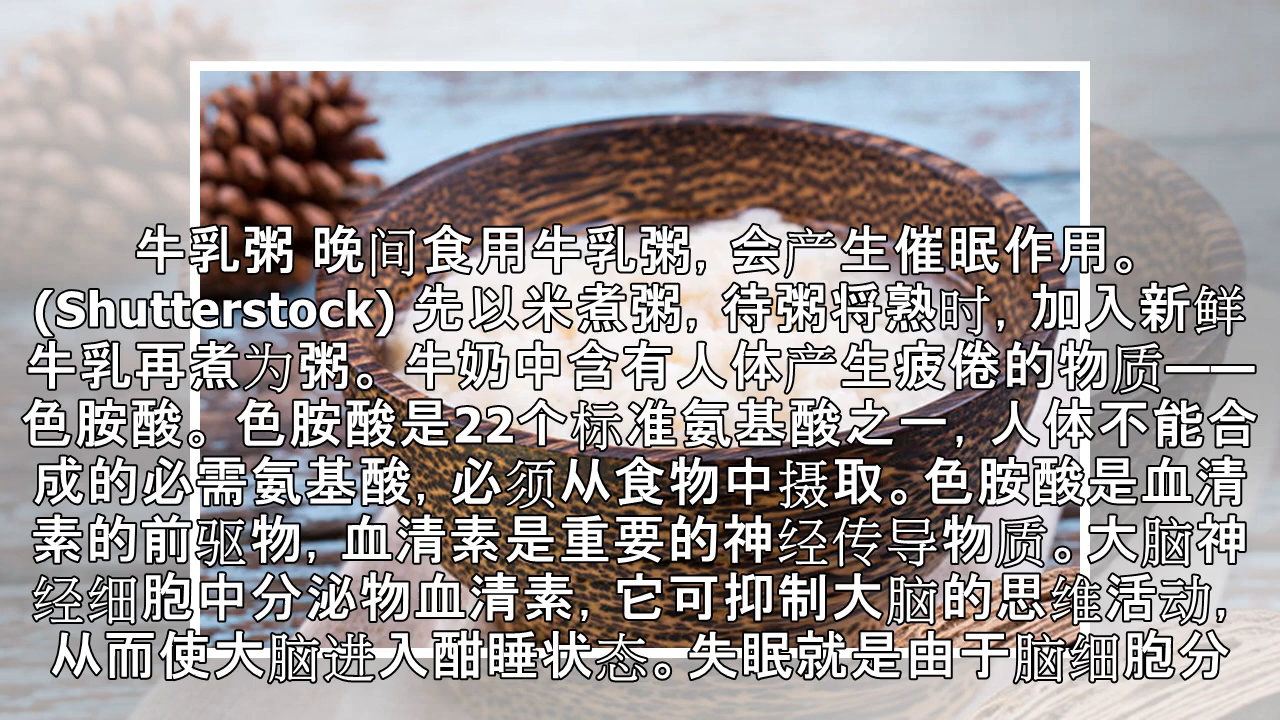 牛乳粥 晚间食用牛乳粥, 会产生催眠作用。
(Shutterstock) 先以米煮粥, 待粥将熟时, 加入新鲜
牛乳再煮为粥。牛奶中含有人体产生疲倦的物质——
色胺酸。色胺酸是22个标准氨基酸之一, 人体不能合
成的必需氨基酸, 必须从食物中摄取。色胺酸是血清
素的前驱物, 血清素是重要的神经传导物质。大脑神
经细胞中分泌物血清素, 它可抑制大脑的思维活动,
从而使大脑进入酣睡状态。失眠就是由于脑细胞分